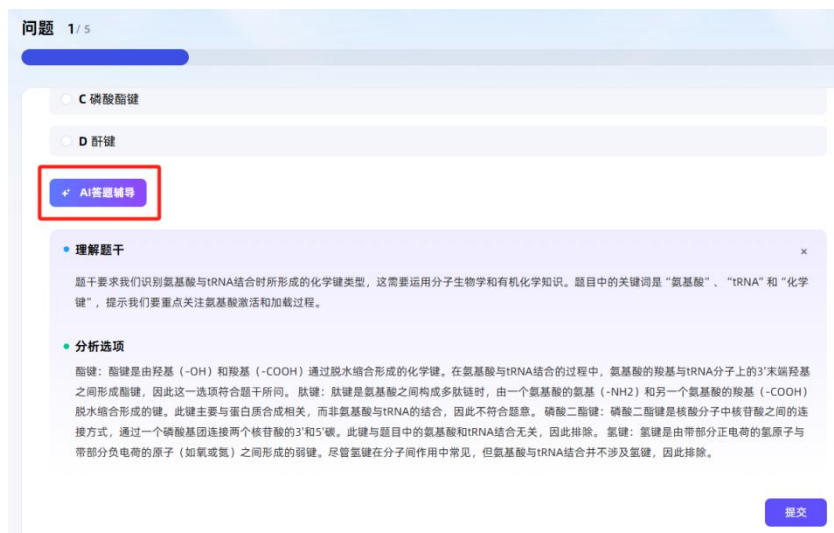 问题 1/5
C 磷酸酯键
D 酐键
AI答题辅导
理解题干
×
题干要求我们识别氨基酸与tRNA结合时所形成的化学键类型，这需要运用分子生物学和有机化学知识。题目中的关键词是“氨基酸”、“tRNA”和“化学
键”，提示我们要重点关注氨基酸激活和加载过程。
分析选项
酯键：酯键是由羟基（-OH）和羧基（-COOH）通过脱水缩合形成的化学键。在氨基酸与tRNA结合的过程中，氨基酸的羧基与tRNA分子上的3'末端羟基
之间形成酯键，因此这一选项符合题干所问。 肽键：肽键是氨基酸之间构成多肽链时，由一个氨基酸的氨基（-NH2）和另一个氨基酸的羧基（-COOH）
脱水缩合形成的键。此键主要与蛋白质合成相关，而非氨基酸与tRNA的结合，因此不符合题意。 磷酸二酯键：磷酸二酯键是核酸分子中核苷酸之间的连
接方式，通过一个磷酸基团连接两个核苷酸的3'和5'碳。此键与题目中的氨基酸和tRNA结合无关，因此排除。 氢键：氢键是由带部分正电荷的氢原子与
带部分负电荷的原子（如氧或氮）之间形成的弱键。尽管氢键在分子间作用中常见，但氨基酸与tRNA结合并不涉及氢键，因此排除。
提交